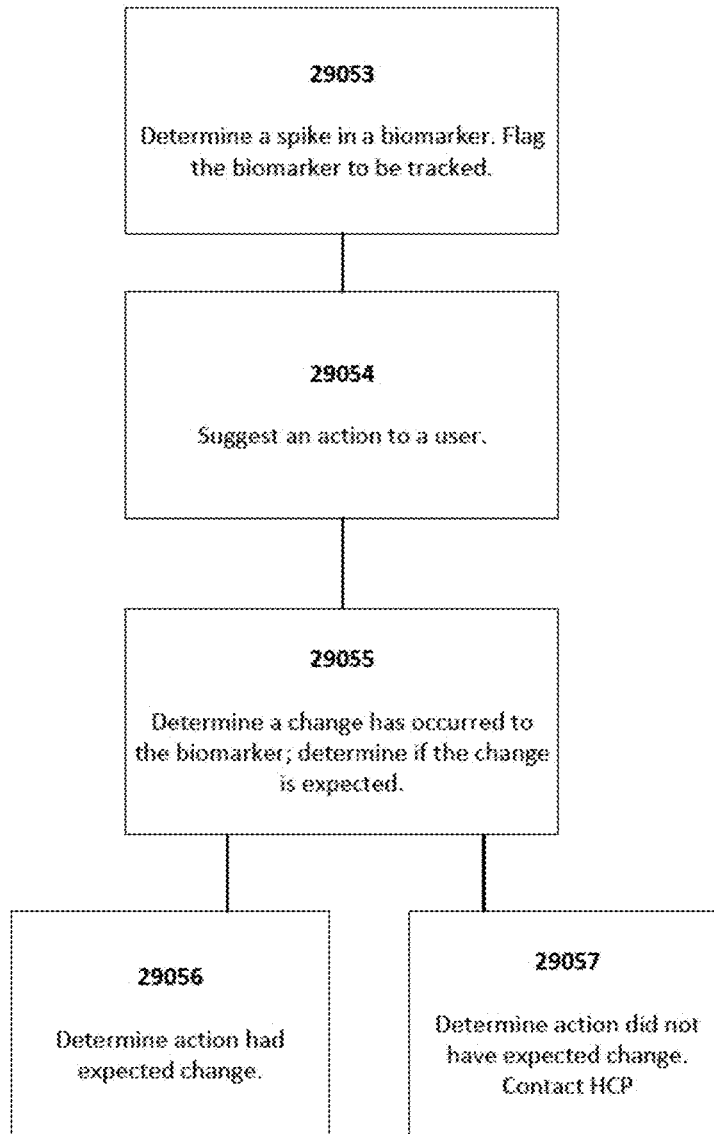 29053
Determine a spike in a biomarker. Flag
the biomarker to be tracked.
29054
Suggest an action to a user.
29055
Determine a change has occurred to
the biomarker; determine if the change
is expected.
29056
Determine action had
expected change.
29057
Determine action did not
have expected change.
Contact HCP